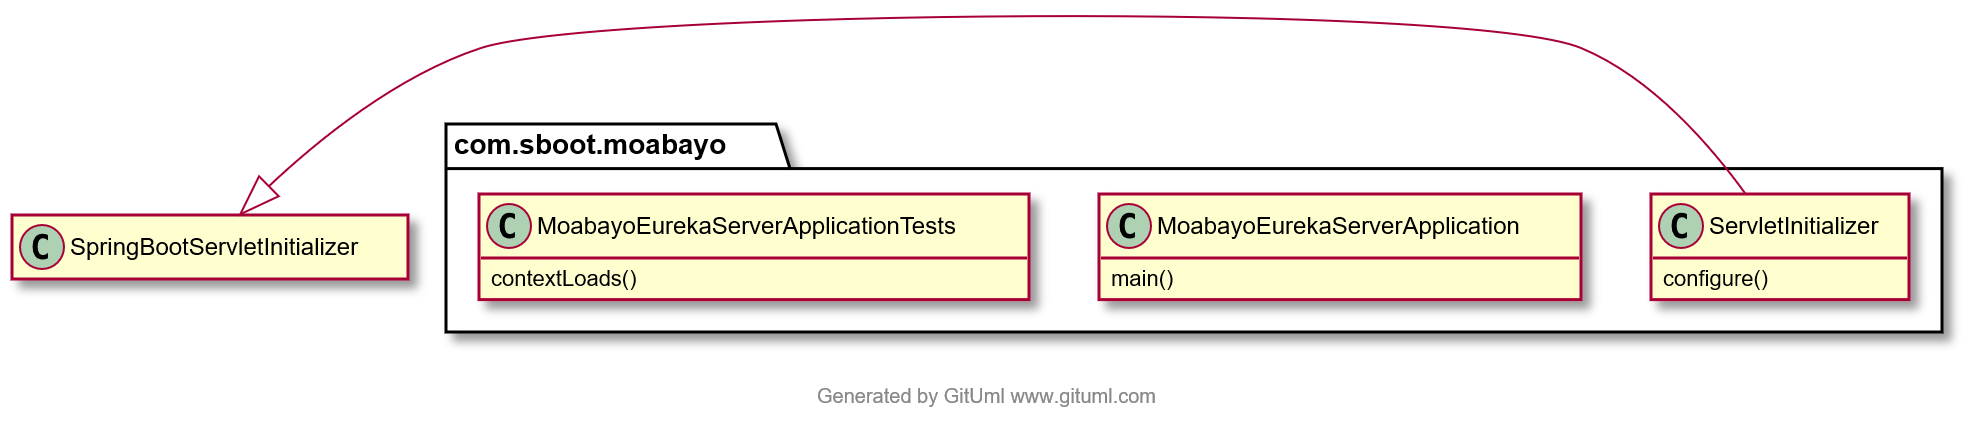 com.sboot.moabayo
C SpringBootServletInitializer
C MoabayoEurekaServerApplicationTests
contextLoads()
C MoabayoEurekaServerApplication
main()
C ServletInitializer
configure()
Generated by GitUml www.gituml.com